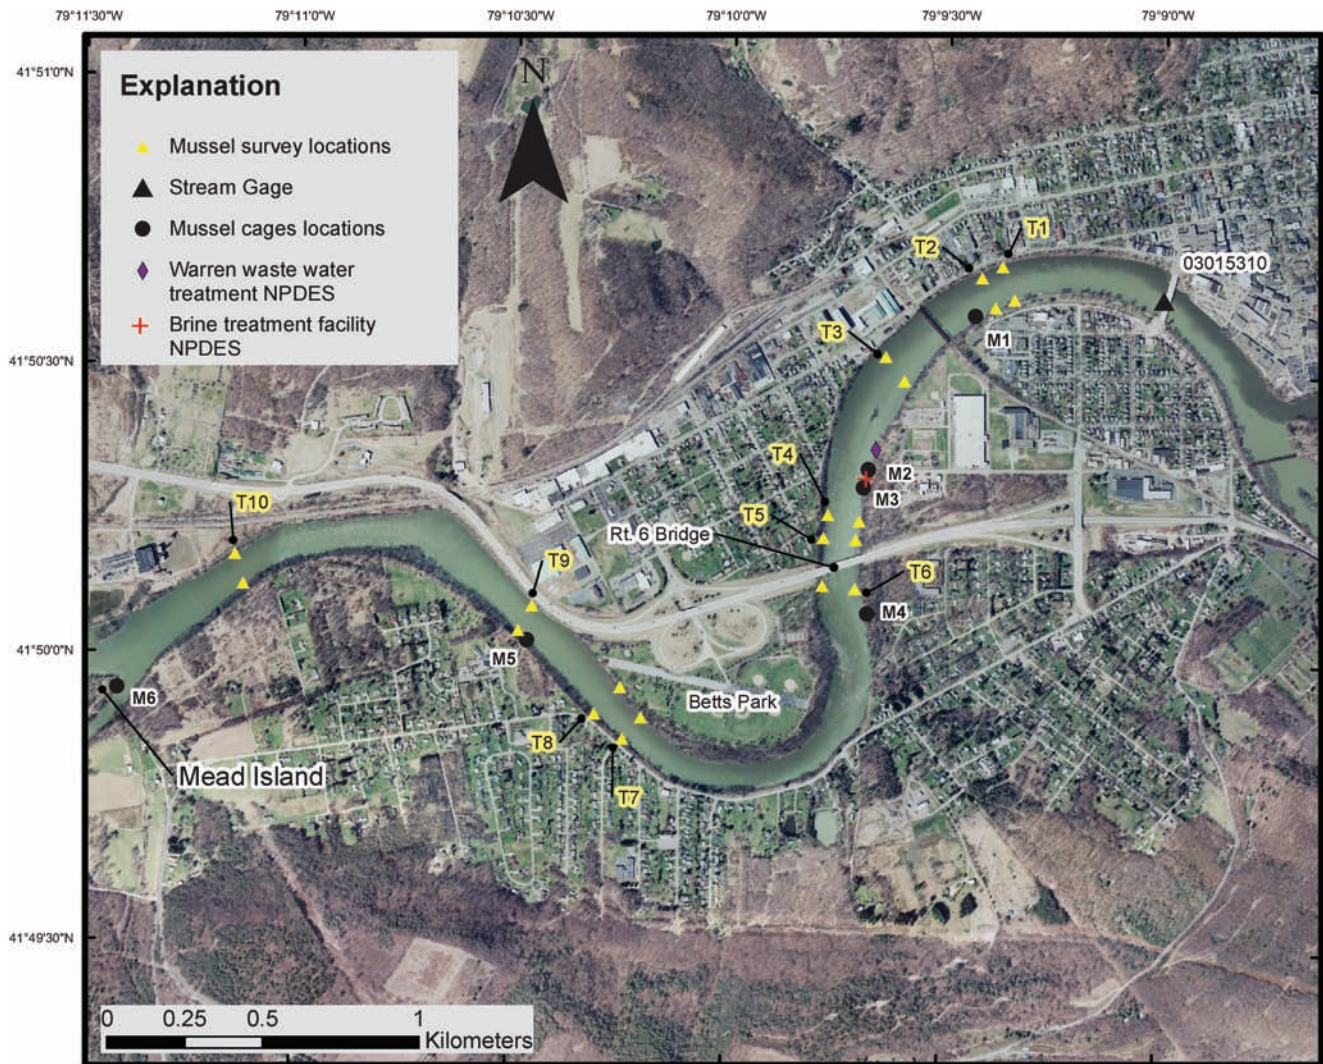 79°11'30"W
79°11'0"W
79°10'30"W
79°10'0"W
79°9'30"W
79°9'0"W
41°51'0"N
41°50'30"N
41°50'0"N
41°49'30"N
Explanation
Mussel survey locations
Stream Gage
Mussel cages locations
Warren waste water
treatment NPDES
Brine treatment facility
NPDES
N
T1
T2
03015310
M1
T3
T4
M2
M3
T5
Rt. 6 Bridge
T10
T9
T6
M4
M5
M6
Betts Park
T8
Mead Island
T7
0 0.25 0.5 1
Kilometers